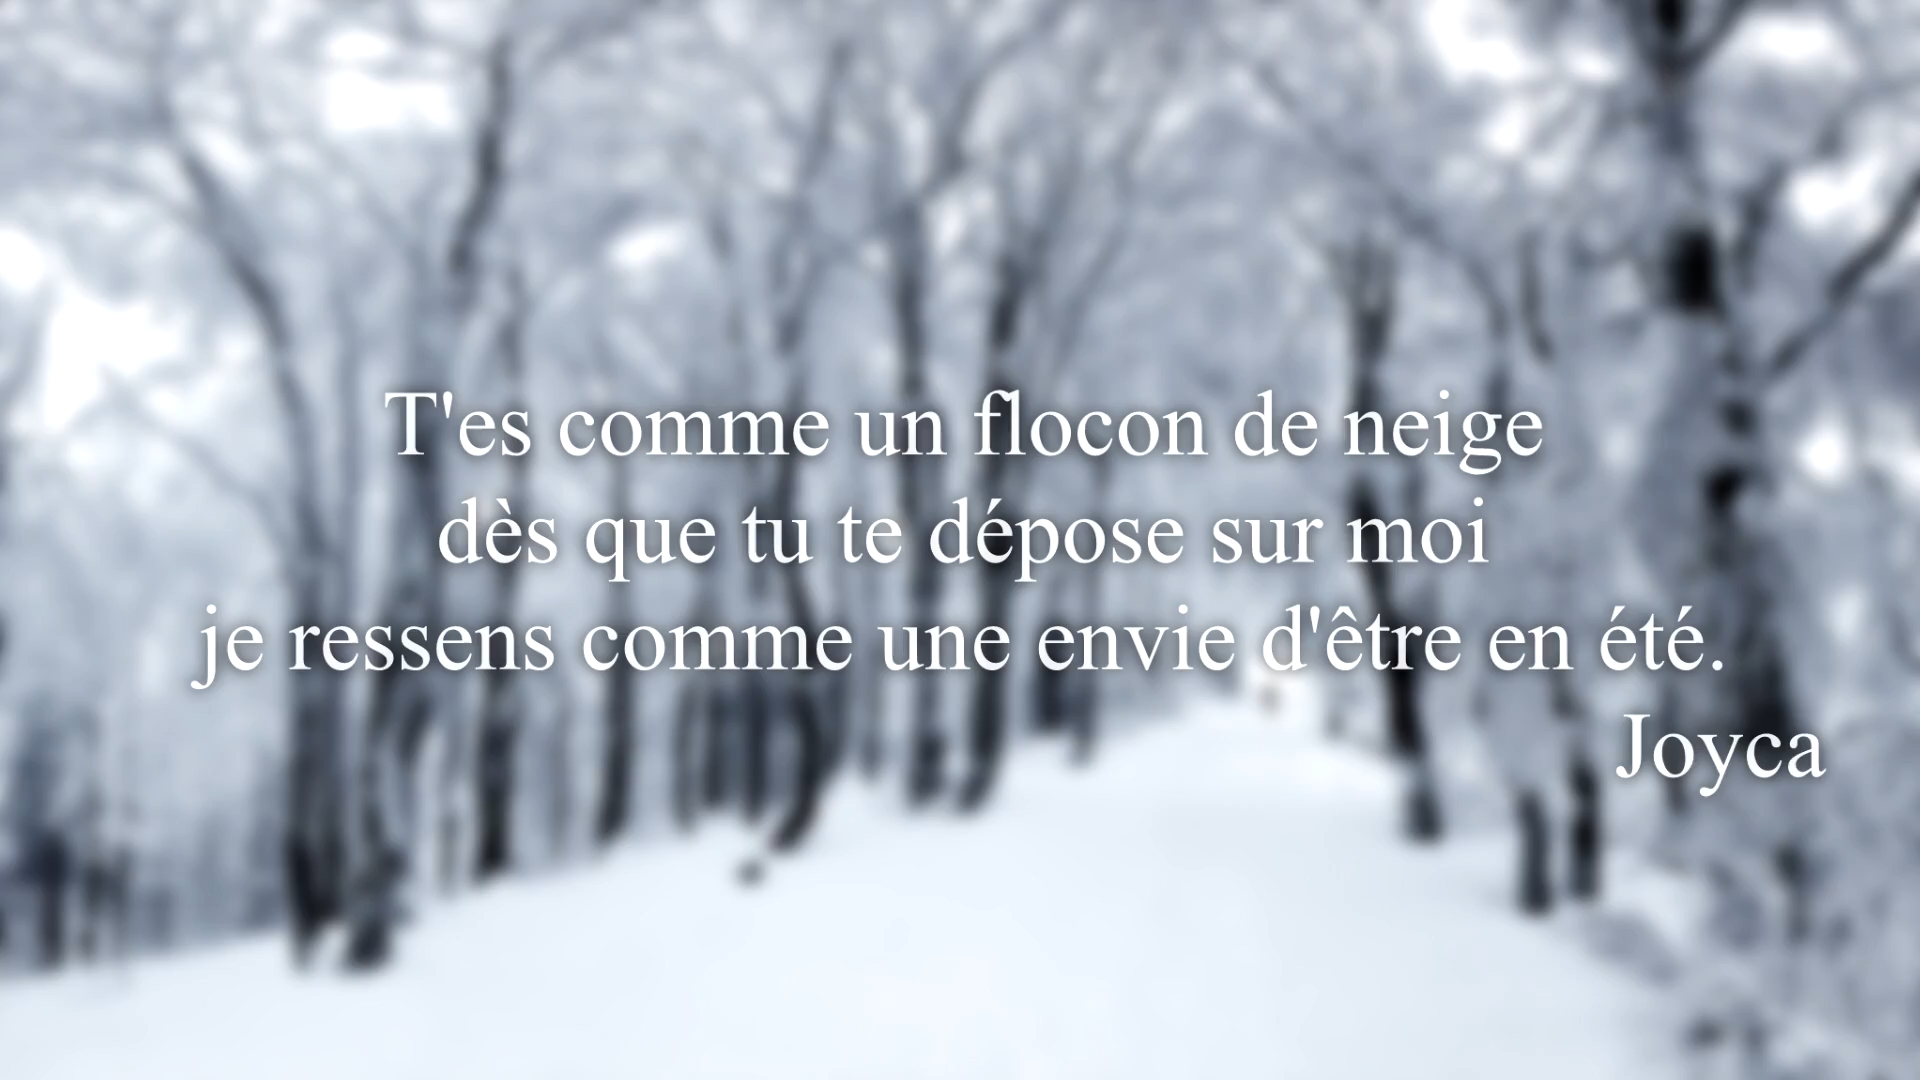 T'es comme un flocon de neige
dès que tu te dépose sur moi
je ressens comme une envie d'être en été.
Joyca